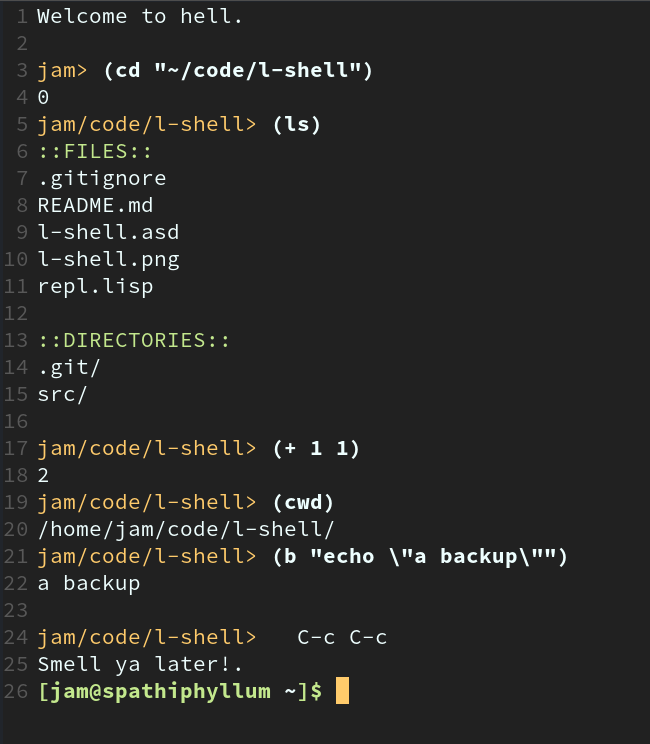 1 Welcome to hell.
2
3 jam> (cd "~/code/l-shell")
4 0
5 jam/code/l-shell> (ls)
6 ::FILES::
7 .gitignore
8 README.md
9 l-shell.asd
10 l-shell.png
11 repl.lisp
12
13 ::DIRECTORIES::
14 .git/
15 src/
16
17 jam/code/l-shell> (+ 1 1)
18 2
19 jam/code/l-shell> (cwd)
20 /home/jam/code/l-shell/
21 jam/code/l-shell> (b "echo \"a backup\"")
22 a backup
23
24 jam/code/l-shell>   C-c C-c
25 Smell ya later!.
26 [jam@spathiphyllum ~]$